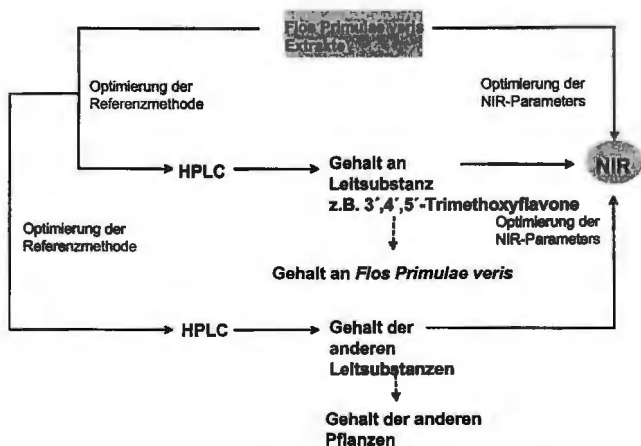 Flos Primulae veris
Extrakte
Optimierung der
Referenzmethode
Optimierung der
NIR-Parameters
NIR
HPLC
Gehalt an
Leitsubstanz
z.B. 3´,4´,5´-Trimethoxyflavone
Optimierung der
Referenzmethode
Optimierung der
NIR-Parameters
Gehalt an Flos Primulae veris
HPLC
Gehalt der
anderen
Leitsubstanzen
Gehalt der anderen
Pflanzen